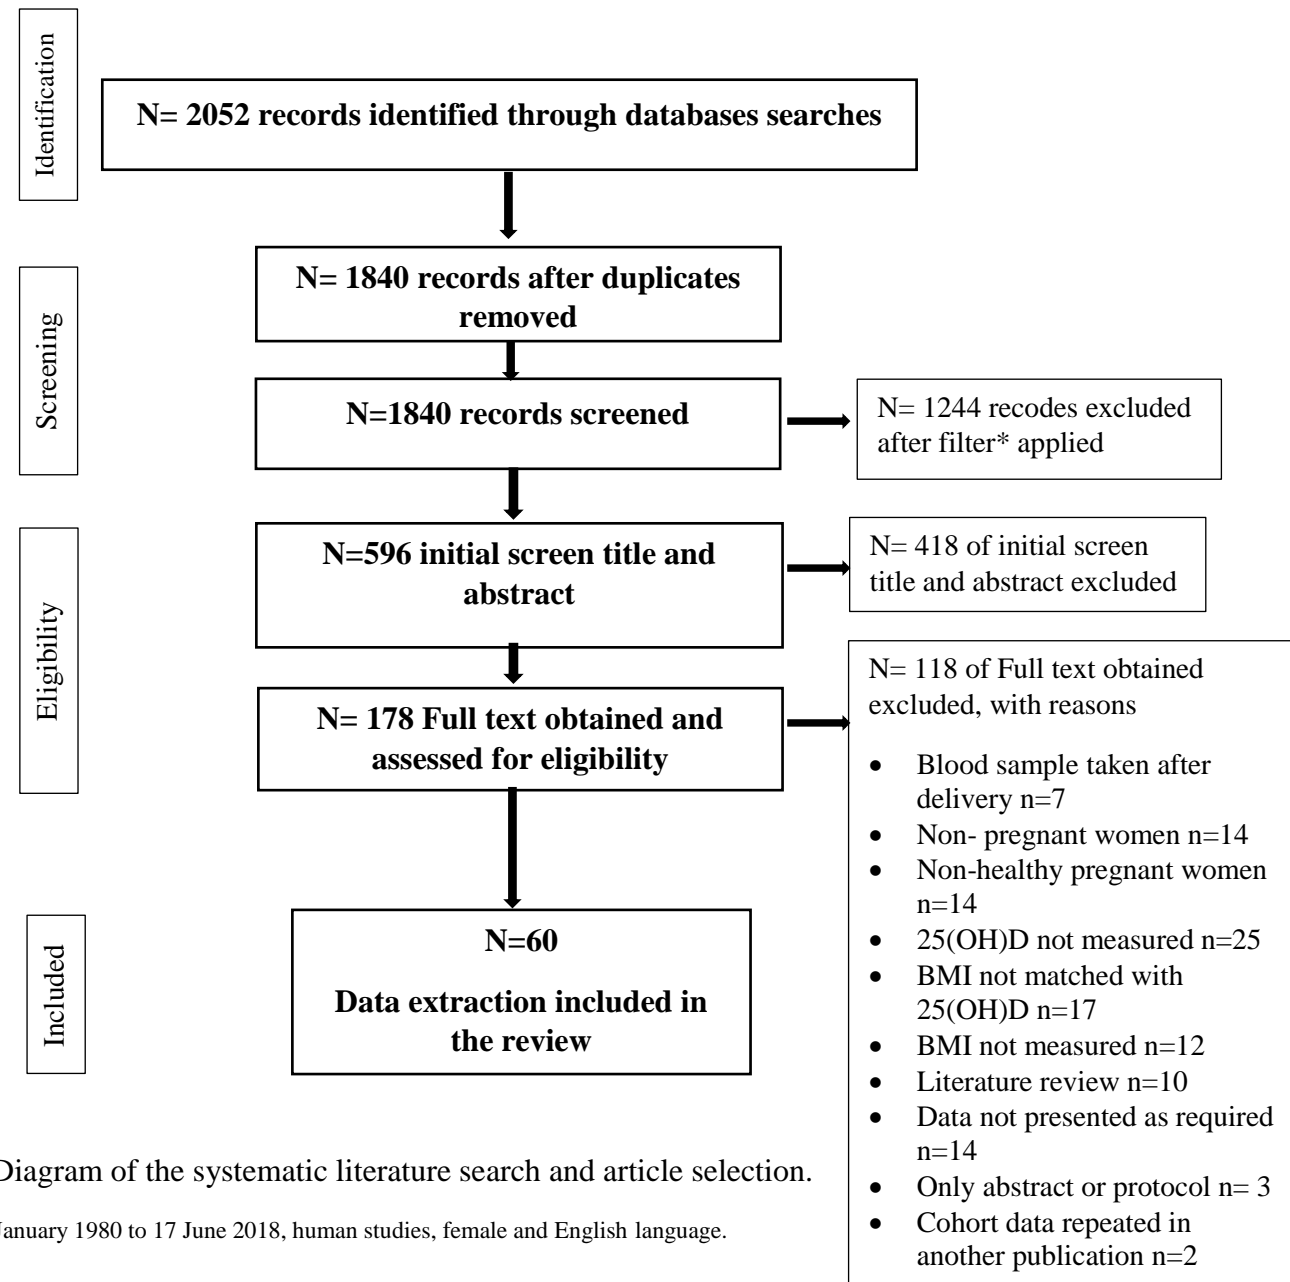 Identification
N= 2052 records identified through databases searches
Screening
N= 1840 records after duplicates
removed
N=1840 records screened
N= 1244 recodes excluded
after filter* applied
Eligibility
N=596 initial screen title and
abstract
N= 418 of initial screen
title and abstract excluded
N= 178 Full text obtained and
assessed for eligibility
N= 118 of Full text obtained
excluded, with reasons
• Blood sample taken after
delivery n=7
• Non- pregnant women n=14
• Non-healthy pregnant women
n=14
• 25(OH)D not measured n=25
• BMI not matched with
25(OH)D n=17
• BMI not measured n=12
• Literature review n=10
• Data not presented as required
n=14
• Only abstract or protocol n= 3
• Cohort data repeated in
another publication n=2
Included
N=60
Data extraction included in
the review
Diagram of the systematic literature search and article selection.
January 1980 to 17 June 2018, human studies, female and English language.